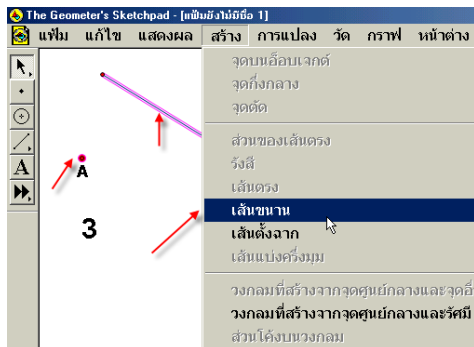 The Geometer's Sketchpad - [แฟ้มยังไม่มีชื่อ 1]
แฟ้ม แก้ไข แสดงผล สร้าง การแปลง วัด กราฟ หน้าต่าง
จุดบนอ็อบเจกต์
จุดกึ่งกลาง
จุดตัด
ส่วนของเส้นตรง
รังสี
เส้นตรง
เส้นขนาน
เส้นตั้งฉาก
เส้นแบ่งครึ่งมุม
วงกลมที่สร้างจากจุดศูนย์กลางและจุดอื่
วงกลมที่สร้างจากจุดศูนย์กลางและรัศมี
ส่วนโค้งบนวงกลม
A
A
3